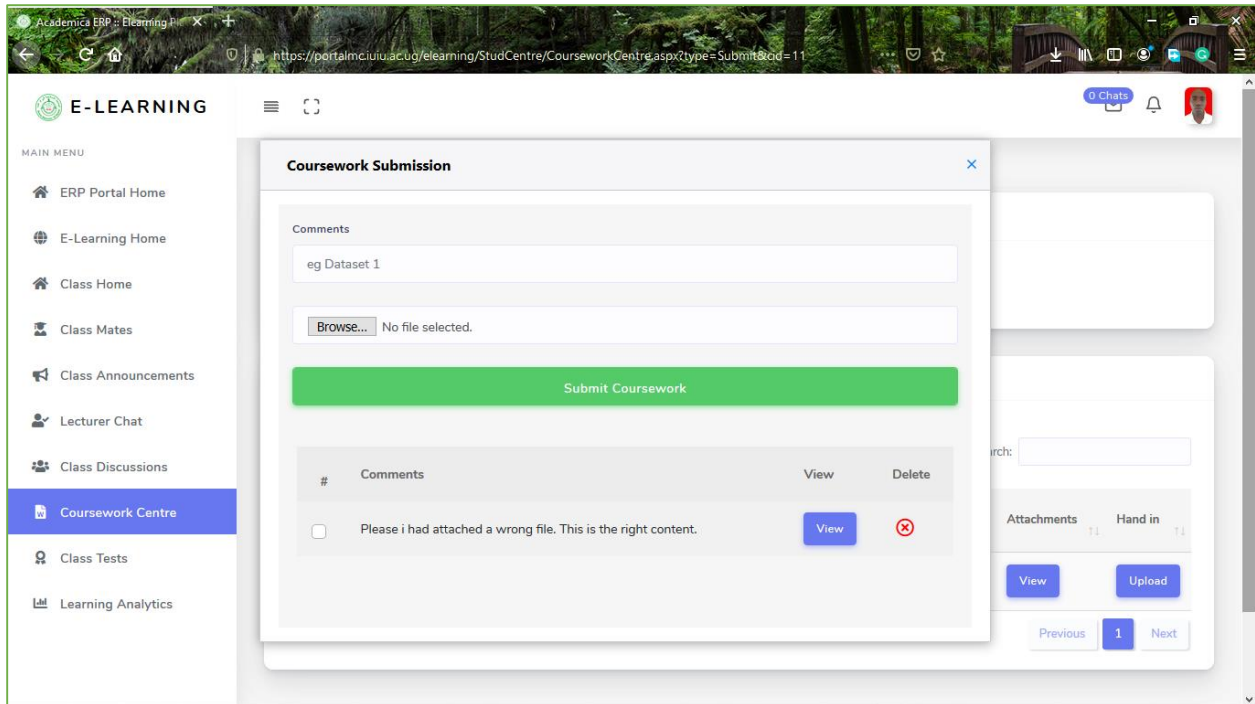 Academica ERP :: Elearning Pl
https://portalmc.iuiu.ac.ug/elearning/StudCentre/CourseworkCentre.aspx?type=Submit&cid=11
E-LEARNING
0 Chats
MAIN MENU
ERP Portal Home
E-Learning Home
Class Home
Class Mates
Class Announcements
Lecturer Chat
Class Discussions
Coursework Centre
Class Tests
Learning Analytics
Coursework Submission
Comments
eg Dataset 1
Browse... No file selected.
Submit Coursework
# Comments View Delete
Please i had attached a wrong file. This is the right content. View
rch:
Attachments Hand in
View Upload
Previous 1 Next